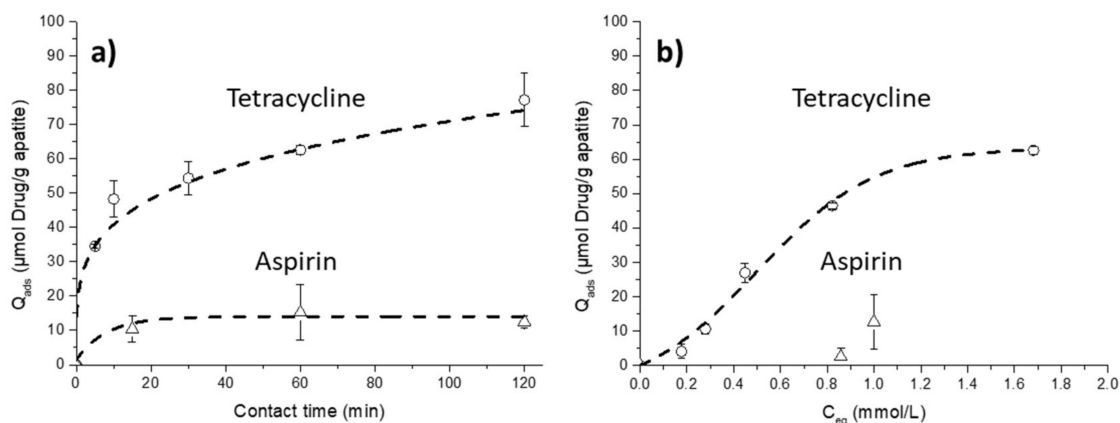 a)
Tetracycline
Aspirin
Q_ads (µmol Drug/g apatite)
100
90
80
70
60
50
40
30
20
10
0
0 20 40 60 80 100 120
Contact time (min)
b)
Tetracycline
Aspirin
Q_ads (µmol Drug/g apatite)
100
90
80
70
60
50
40
30
20
10
0
0.0 0.2 0.4 0.6 0.8 1.0 1.2 1.4 1.6 1.8 2.0
C_eq (mmol/L)